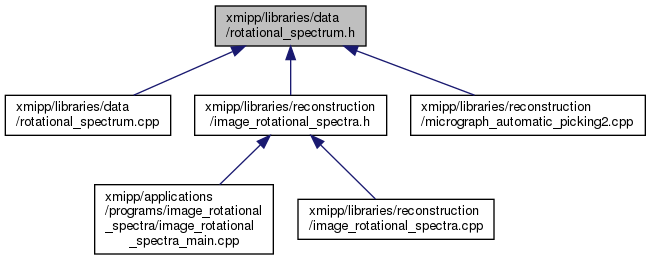 xmipp/libraries/data
/rotational_spectrum.h
xmipp/libraries/data
/rotational_spectrum.cpp
xmipp/libraries/reconstruction
/image_rotational_spectra.h
xmipp/libraries/reconstruction
/micrograph_automatic_picking2.cpp
xmipp/applications
/programs/image_rotational
_spectra/image_rotational
_spectra_main.cpp
xmipp/libraries/reconstruction
/image_rotational_spectra.cpp